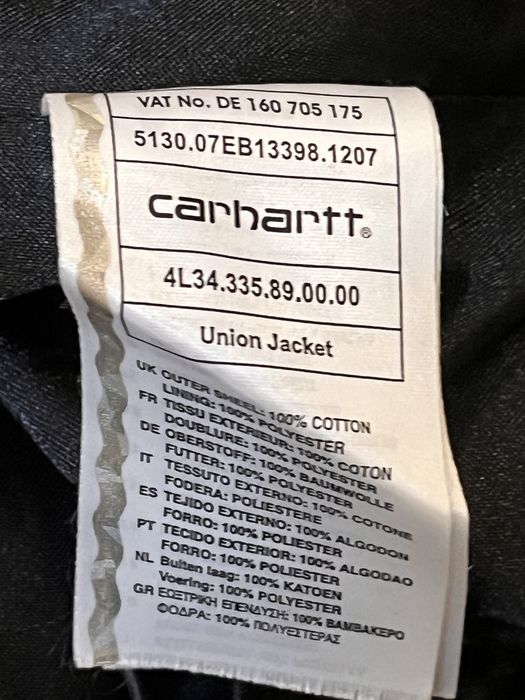 VAT No. DE 160 705 175
5130.07EB13398.1207
carhartt®
4L34.335.89.00.00
Union Jacket
UK OUTER SHELL: 100% COTTON
LINING: 100% POLYESTER
FR TISSU EXTERIEUR: 100% COTON
DOUBLURE: 100% POLYESTER
DE OBERSTOFF: 100% BAUMWOLLE
FUTTER: 100% POLYESTER
IT TESSUTO EXTERNO: 100% COTONE
FODERA: POLIESTERE
ES TEJIDO EXTERNO: 100% ALGODON
FORRO: 100% POLIESTER
PT TECIDO EXTERIOR: 100% ALGODAO
FORRO: 100% POLIESTER
NL Buiten laag: 100% KATOEN
Voering: 100% POLYESTER
GR ΕΞΩΤΕΡΙΚΗ ΕΠΕΝΔΥΣΗ: 100% ΒΑΜΒΑΚΕΡΟ
ΦΟΔΡΑ: 100% ΠΟΛΥΕΣΤΕΡΑΣ